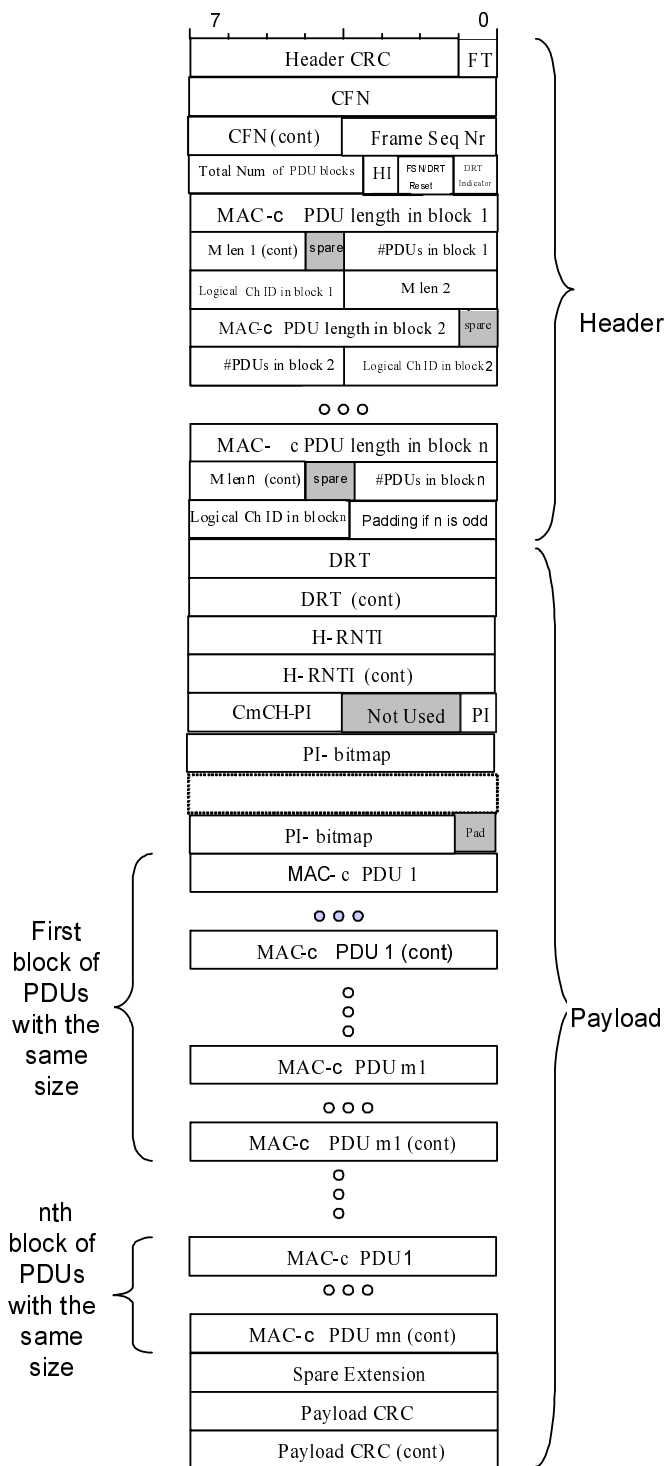 7 0
Header CRC FT
CFN
CFN (cont) Frame Seq Nr
Total Num of PDU blocks HI FSN/DRT Reset DRT Indicator
MAC-c PDU length in block 1
M len 1 (cont) spare #PDUs in block 1
Logical Ch ID in block 1 M len 2
MAC-c PDU length in block 2 spare
#PDUs in block 2 Logical Ch ID in block 2
Header
MAC- c PDU length in block n
M len n (cont) spare #PDUs in block n
Logical Ch ID in block n Padding if n is odd
DRT
DRT (cont)
H-RNTI
H-RNTI (cont)
CmCH-PI Not Used PI
PI- bitmap
PI- bitmap Pad
MAC- c PDU 1
MAC-c PDU 1 (cont)
First
block of
PDUs
with the
same
size
Payload
MAC-c PDU m1
MAC-c PDU m1 (cont)
nth
block of
PDUs
with the
same
size
MAC-c PDU 1
MAC-c PDU mn (cont)
Spare Extension
Payload CRC
Payload CRC (cont)